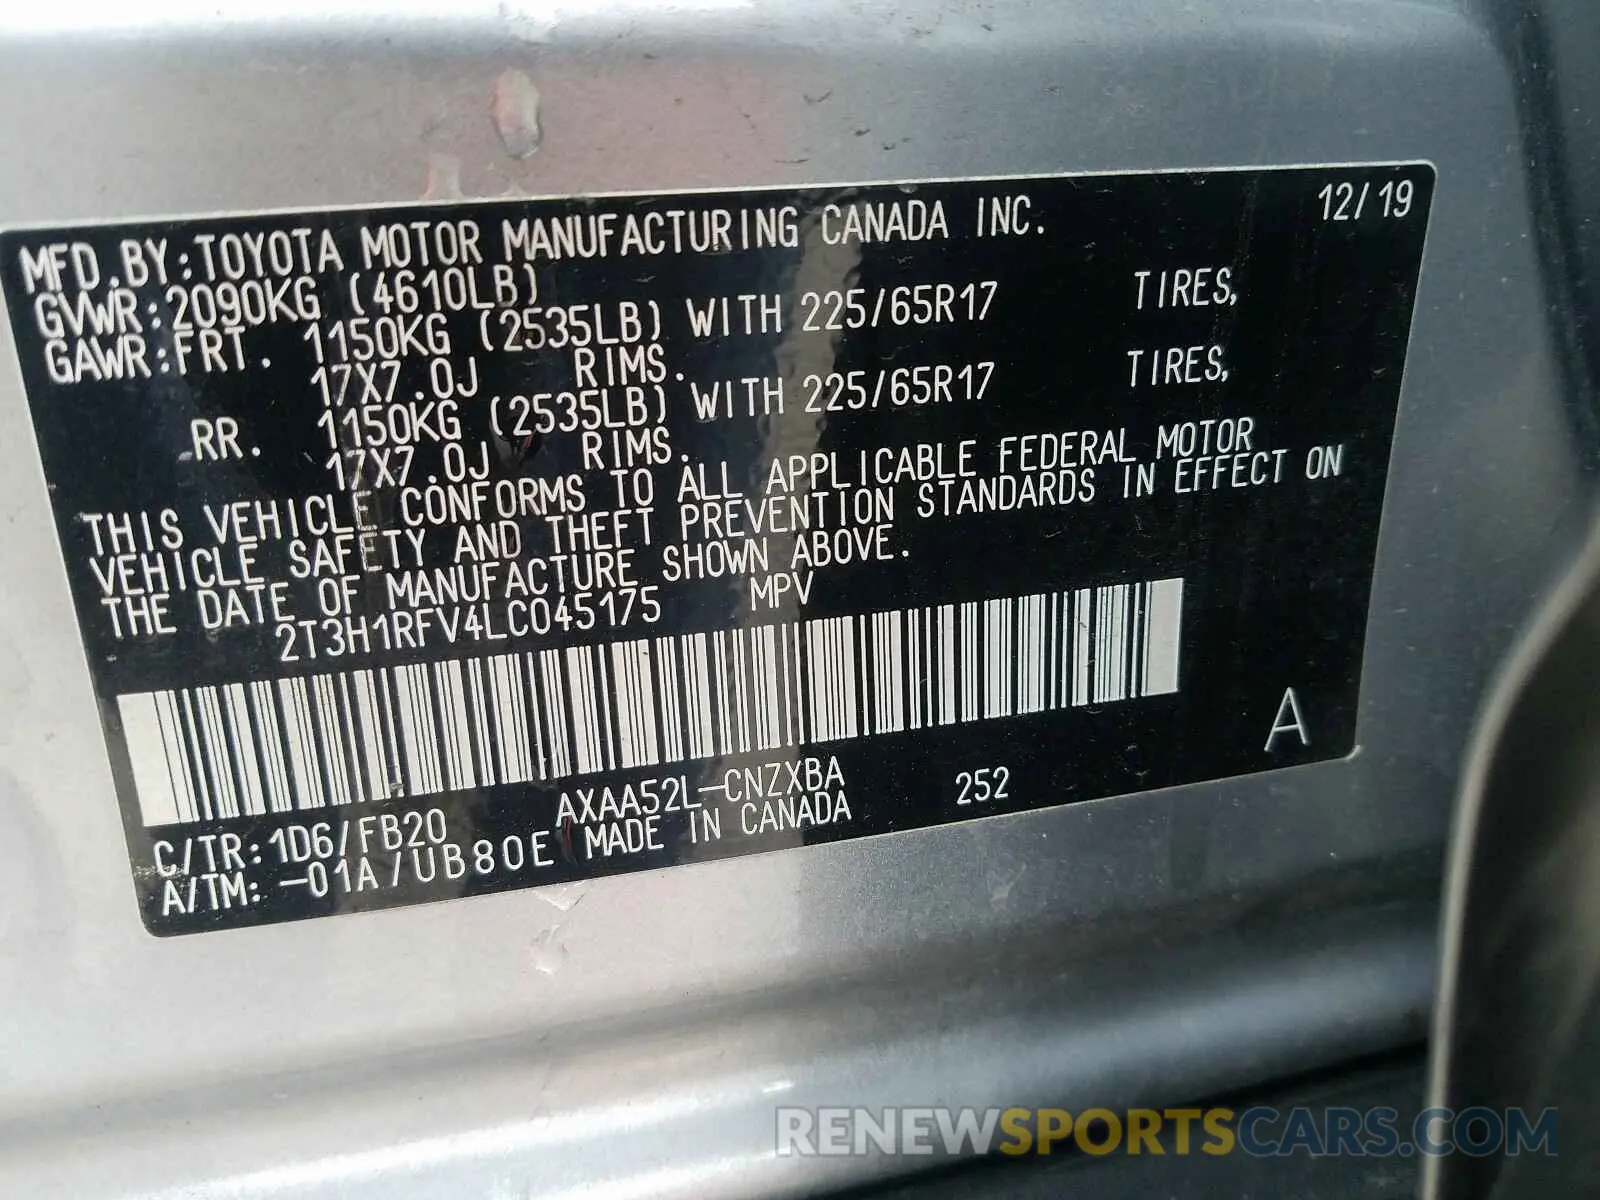 MFD.BY:TOYOTA MOTOR MANUFACTURING CANADA INC. 12/19
GVWR:2090KG (4610LB)
GAWR:FRT. 1150KG (2535LB) WITH 225/65R17 TIRES,
17X7.0J RIMS.
RR. 1150KG (2535LB) WITH 225/65R17 TIRES,
17X7.0J RIMS.
THIS VEHICLE CONFORMS TO ALL APPLICABLE FEDERAL MOTOR
VEHICLE SAFETY AND THEFT PREVENTION STANDARDS IN EFFECT ON
THE DATE OF MANUFACTURE SHOWN ABOVE.
2T3H1RFV4LC045175 MPV
A
C/TR:1D6/FB20 AXAA52L-CNZXBA 252
A/TM:-01A/UB80E MADE IN CANADA
RENEWSPORTSCARS.COM